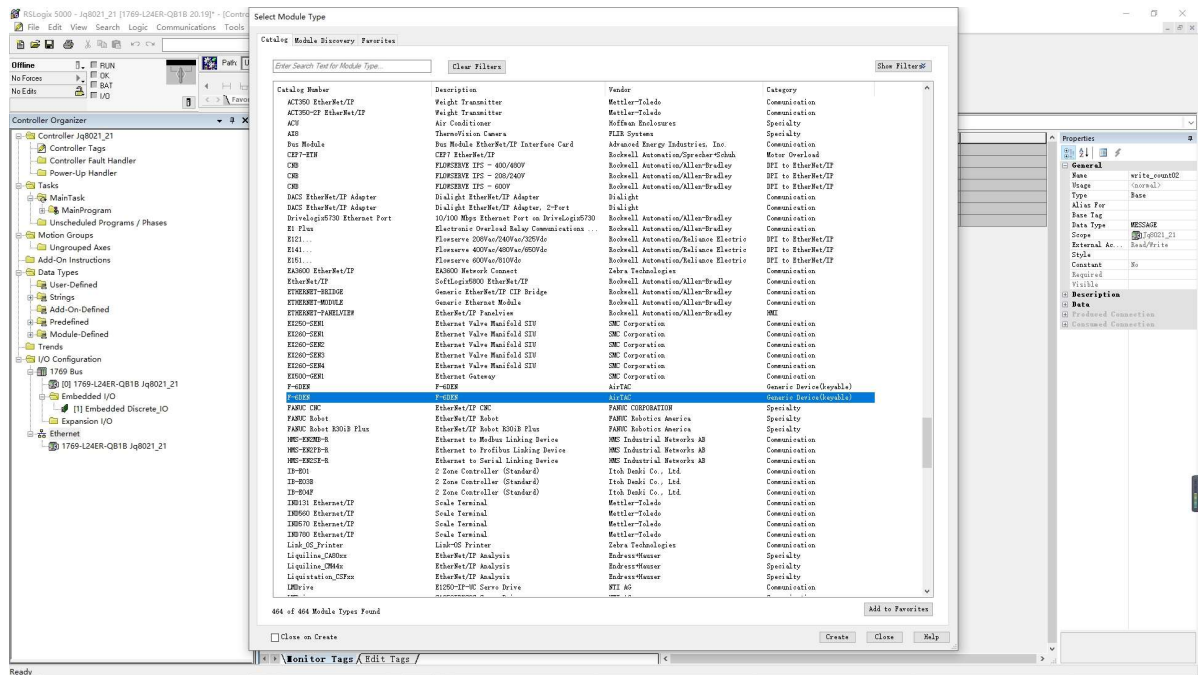 RSLogix 5000 - Jq8021_21 [1769-L24ER-QB1B 20.19]* - [Contro
File Edit View Search Logic Communications Tools
Offline
RUN
Path:
No Forces
OK
No Edits
BAT
I/O
Favor
Controller Organizer
Controller Jq8021_21
Controller Tags
Controller Fault Handler
Power-Up Handler
Tasks
MainTask
MainProgram
Unscheduled Programs / Phases
Motion Groups
Ungrouped Axes
Add-On Instructions
Data Types
User-Defined
Strings
Add-On-Defined
Predefined
Module-Defined
Trends
I/O Configuration
1769 Bus
[0] 1769-L24ER-QB1B Jq8021_21
Embedded I/O
[1] Embedded Discrete_IO
Expansion I/O
Ethernet
1769-L24ER-QB1B Jq8021_21
Select Module Type
Catalog Module Discovery Favorites
Enter Search Text for Module Type...
Clear Filters
Show Filters
Catalog Number Description Vendor Category
ACT350 EtherNet/IP Weight Transmitter Mettler-Toledo Communication
ACT350-2P EtherNet/IP Weight Transmitter Mettler-Toledo Communication
ACU Air Conditioner Hoffman Enclosures Specialty
AX8 ThermoVision Camera FLIR Systems Specialty
Bus Module Bus Module EtherNet/IP Interface Card Advanced Energy Industries, Inc. Communication
CEP7-ETN CEP7 EtherNet/IP Rockwell Automation/Sprecher+Schuh Motor Overload
CNB FLOWSERVE IPS - 400/480V Rockwell Automation/Allen-Bradley DPI to EtherNet/IP
CNB FLOWSERVE IPS - 208/240V Rockwell Automation/Allen-Bradley DPI to EtherNet/IP
CNB FLOWSERVE IPS - 600V Rockwell Automation/Allen-Bradley DPI to EtherNet/IP
DACS EtherNet/IP Adapter Dialight EtherNet/IP Adapter Dialight Communication
DACS EtherNet/IP Adapter Dialight EtherNet/IP Adapter, 2-Port Dialight Communication
DriveLogix5730 Ethernet Port 10/100 Mbps Ethernet Port on DriveLogix5730 Rockwell Automation/Allen-Bradley Communication
E1 Plus Electronic Overload Relay Communications ... Rockwell Automation/Allen-Bradley Communication
E121... Flowserve 208Vac/240Vac/325Vdc Rockwell Automation/Reliance Electric DPI to EtherNet/IP
E141... Flowserve 400Vac/480Vac/650Vdc Rockwell Automation/Reliance Electric DPI to EtherNet/IP
E151... Flowserve 600Vac/810Vdc Rockwell Automation/Reliance Electric DPI to EtherNet/IP
EA3600 EtherNet/IP EA3600 Network Connect Zebra Technologies Communication
EtherNet/IP SoftLogix5800 EtherNet/IP Rockwell Automation/Allen-Bradley Communication
ETHERNET-BRIDGE Generic EtherNet/IP CIP Bridge Rockwell Automation/Allen-Bradley Communication
ETHERNET-MODULE Generic Ethernet Module Rockwell Automation/Allen-Bradley Communication
ETHERNET-PANELVIEW EtherNet/IP Panelview Rockwell Automation/Allen-Bradley HMI
EX250-SEN1 Ethernet Valve Manifold SIU SMC Corporation Communication
EX260-SEN1 Ethernet Valve Manifold SIU SMC Corporation Communication
EX260-SEN2 Ethernet Valve Manifold SIU SMC Corporation Communication
EX260-SEN3 Ethernet Valve Manifold SIU SMC Corporation Communication
EX260-SEN4 Ethernet Valve Manifold SIU SMC Corporation Communication
EX500-GEN1 Ethernet Gateway SMC Corporation Communication
F-6DEN F-6DEN AirTAC Generic Device(keyable)
F-6DEN F-6DEN AirTAC Generic Device(keyable)
FANUC CNC EtherNet/IP CNC FANUC CORPORATION Specialty
FANUC Robot EtherNet/IP Robot FANUC Robotics America Specialty
FANUC Robot R30iB Plus EtherNet/IP Robot R30iB Plus FANUC Robotics America Specialty
HMS-EN2MB-R Ethernet to Modbus Linking Device HMS Industrial Networks AB Communication
HMS-EN2PB-R Ethernet to Profibus Linking Device HMS Industrial Networks AB Communication
HMS-EN2SE-R Ethernet to Serial Linking Device HMS Industrial Networks AB Communication
IB-E01 2 Zone Controller (Standard) Itoh Denki Co., Ltd. Communication
IB-E03B 2 Zone Controller (Standard) Itoh Denki Co., Ltd. Communication
IB-E04F 2 Zone Controller (Standard) Itoh Denki Co., Ltd. Communication
IND131 Ethernet/IP Scale Terminal Mettler-Toledo Communication
IND560 Ethernet/IP Scale Terminal Mettler-Toledo Communication
IND570 Ethernet/IP Scale Terminal Mettler-Toledo Communication
IND780 Ethernet/IP Scale Terminal Mettler-Toledo Communication
Link_OS_Printer Link-OS Printer Zebra Technologies Communication
Liquiline_CA80xx EtherNet/IP Analysis Endress+Hauser Specialty
Liquiline_CM44x EtherNet/IP Analysis Endress+Hauser Specialty
Liquistation_CSFxx EtherNet/IP Analysis Endress+Hauser Specialty
LMDrive E1250-IP-UC Servo Drive NTI AG Communication
464 of 464 Module Types Found
Add to Favorites
Close on Create
Create Close Help
Properties
General
Name write_count02
Usage <normal>
Type Base
Alias For
Base Tag
Data Type MESSAGE
Scope Jq8021_21
External Ac... Read/Write
Style
Constant No
Required
Visible
Description
Data
Produced Connection
Consumed Connection
Monitor Tags Edit Tags
Ready